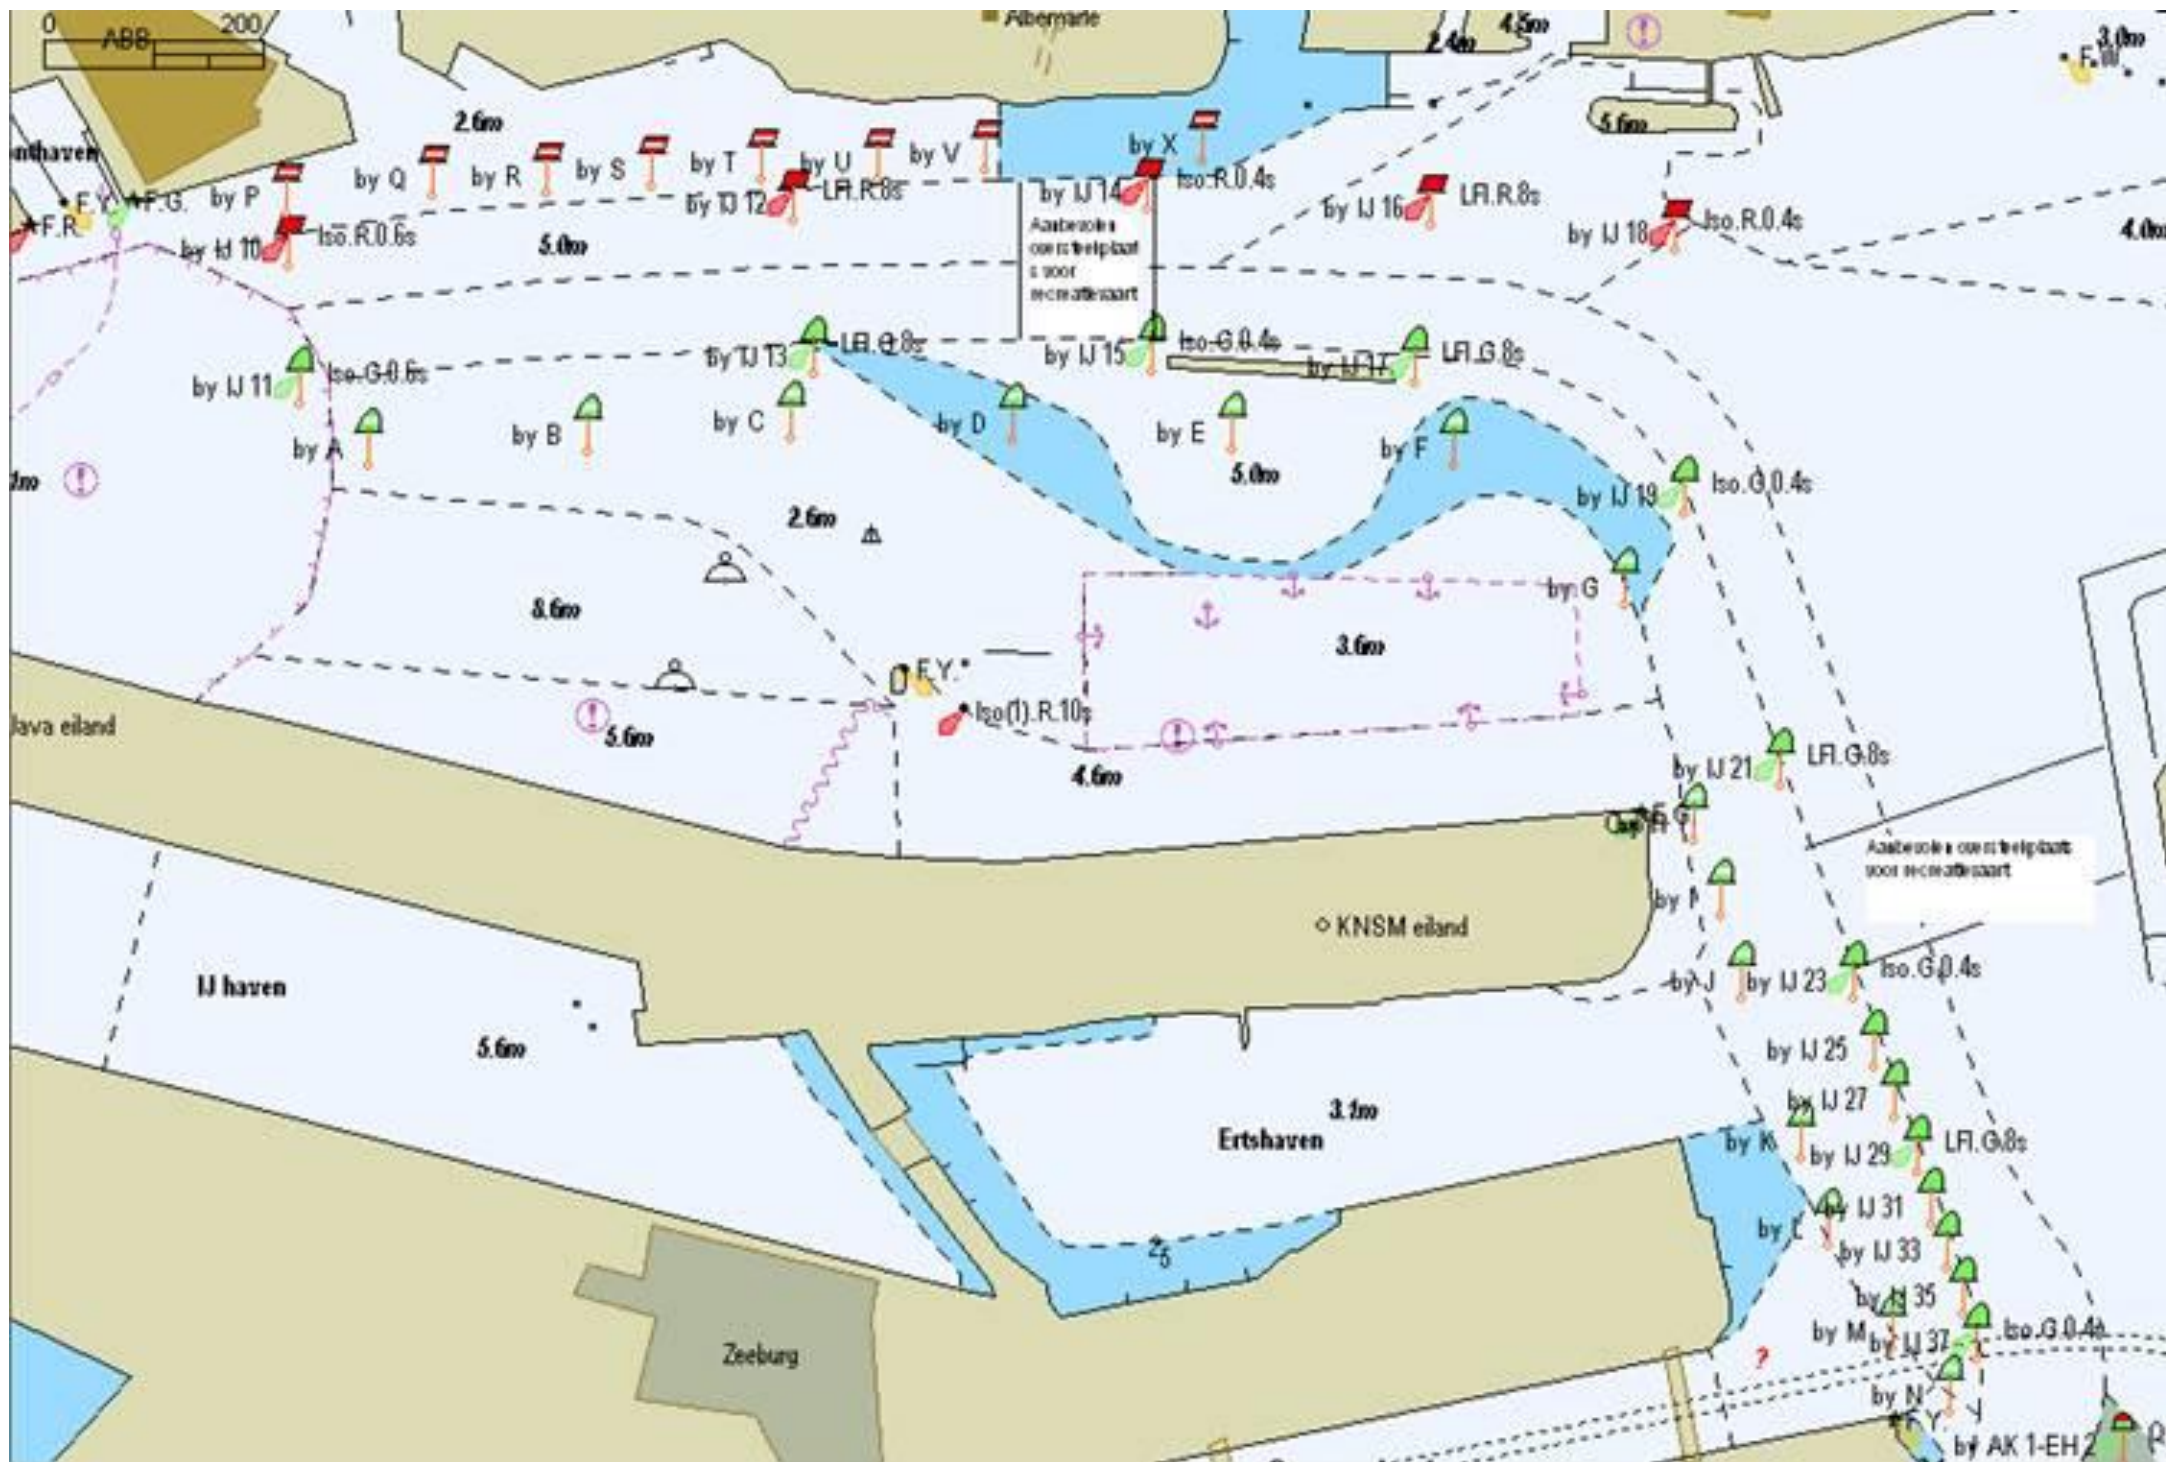 0
200
ABB
Albemarle
4.5m
2.4m
3.0m
F.W.
2.6m
5.6m
by X
by V
by U
by T
by S
by R
by Q
by P
F.Y.
F.G.
F.R.
by IJ 10
Iso.R.0.6s
by IJ 12
LFl.R.8s
by IJ 14
Iso.R.0.4s
by IJ 16
LFl.R.8s
by IJ 18
Iso.R.0.4s
4.0m
5.0m
Aanbevolen
oversteekplaat
s voor
recreatievaart
by IJ 11
Iso.G.0.6s
by IJ 13
LFl.G.8s
by IJ 15
Iso.G.0.4s
by IJ 17
LFl.G.8s
by A
by B
by C
by D
by E
by F
5.0m
by IJ 19
Iso.G.0.4s
2.6m
by G
8.6m
3.6m
F.Y.
Iso(1).R.10s
Java eiland
5.6m
4.6m
by IJ 21
LFl.G.8s
Aanbevolen oversteekplaats
voor recreatievaart
by I
KNSM eiland
by J
by IJ 23
Iso.G.0.4s
IJ haven
5.6m
by IJ 25
by IJ 27
3.1m
Ertshaven
by K
by IJ 29
LFl.G.8s
by IJ 31
by L
by IJ 33
2 5
by IJ 35
by M
by IJ 37
Iso.G.0.4s
Zeeburg
?
by N
F.Y.
by AK 1-EH 2